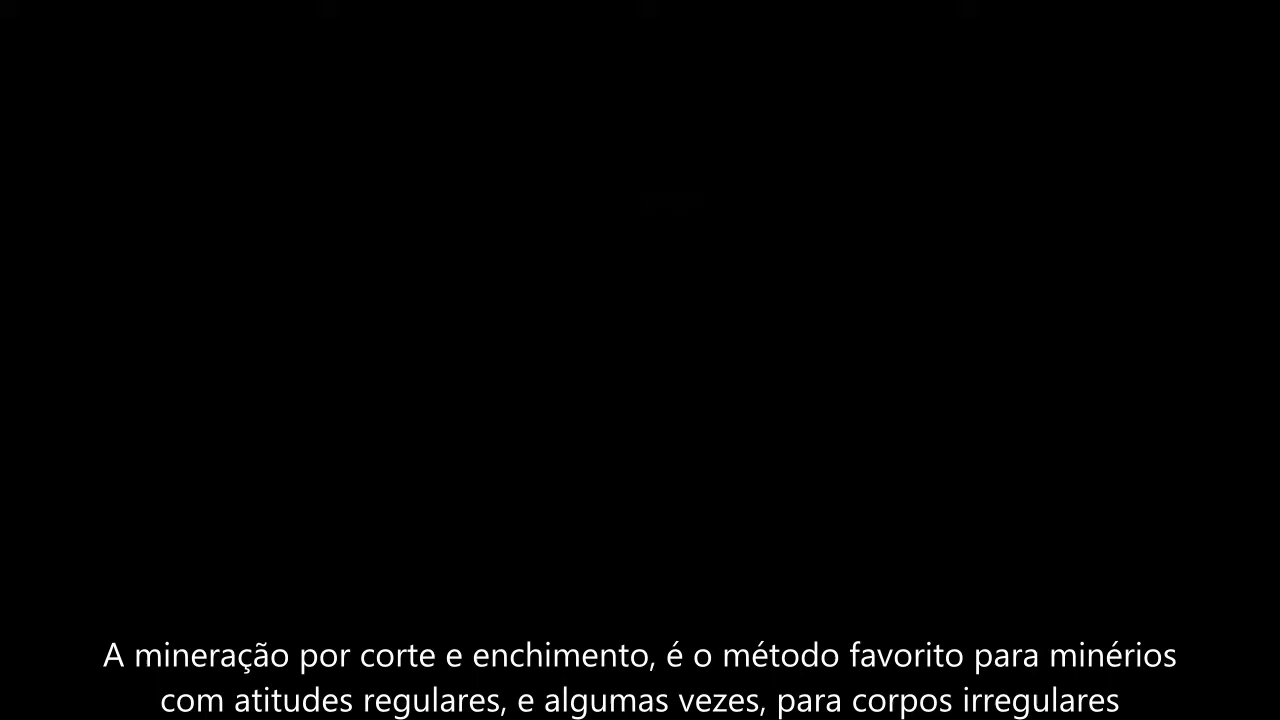 A mineração por corte e enchimento, é o método favorito para minérios
com atitudes regulares, e algumas vezes, para corpos irregulares